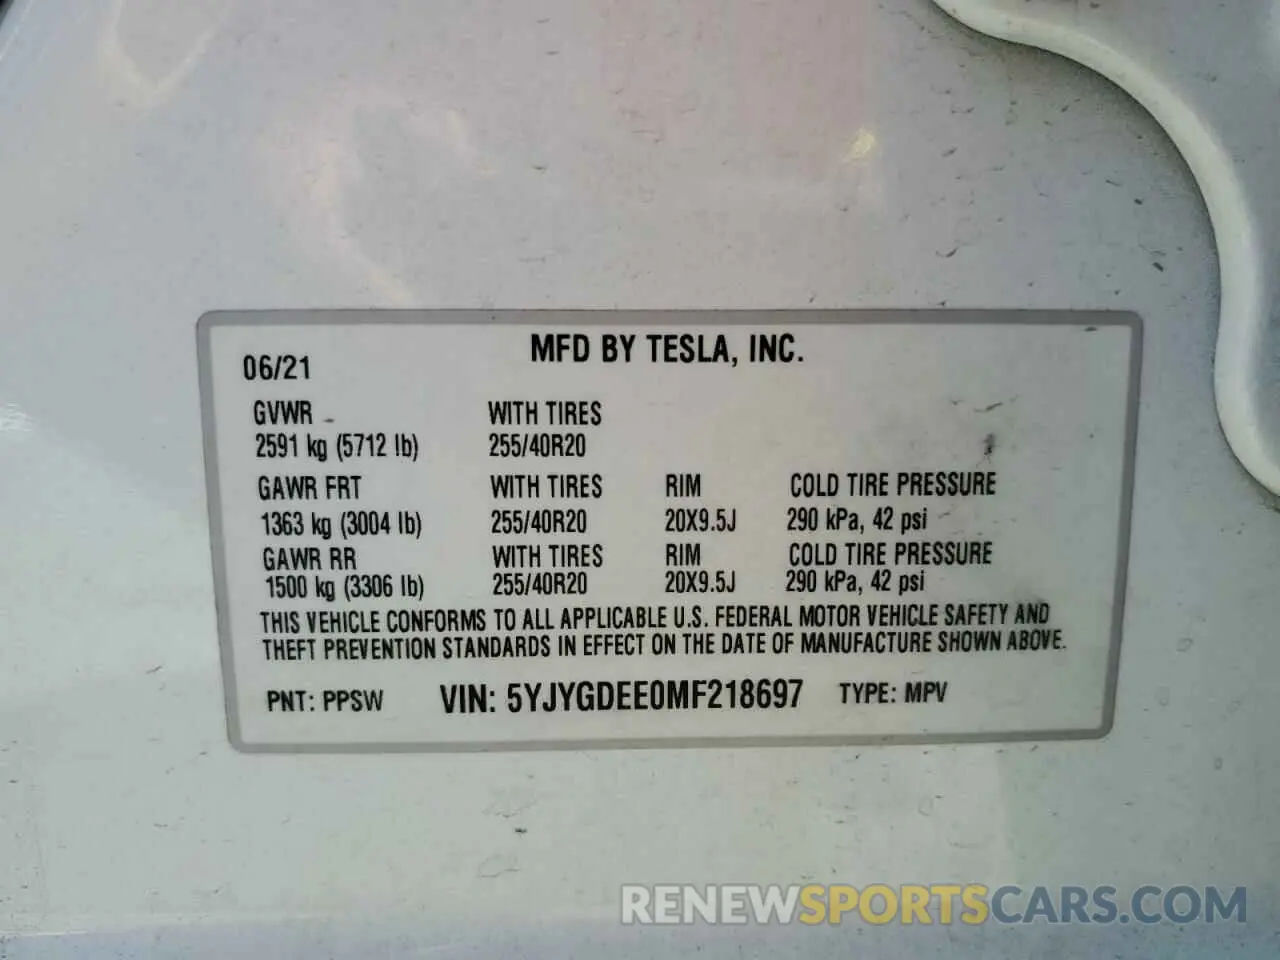 MFD BY TESLA, INC.
06/21
GVWR WITH TIRES
2591 kg (5712 lb) 255/40R20
GAWR FRT WITH TIRES RIM COLD TIRE PRESSURE
1363 kg (3004 lb) 255/40R20 20X9.5J 290 kPa, 42 psi
GAWR RR WITH TIRES RIM COLD TIRE PRESSURE
1500 kg (3306 lb) 255/40R20 20X9.5J 290 kPa, 42 psi
THIS VEHICLE CONFORMS TO ALL APPLICABLE U.S. FEDERAL MOTOR VEHICLE SAFETY AND
THEFT PREVENTION STANDARDS IN EFFECT ON THE DATE OF MANUFACTURE SHOWN ABOVE.
PNT: PPSW VIN: 5YJYGDEE0MF218697 TYPE: MPV
RENEWSPORTSCARS.COM